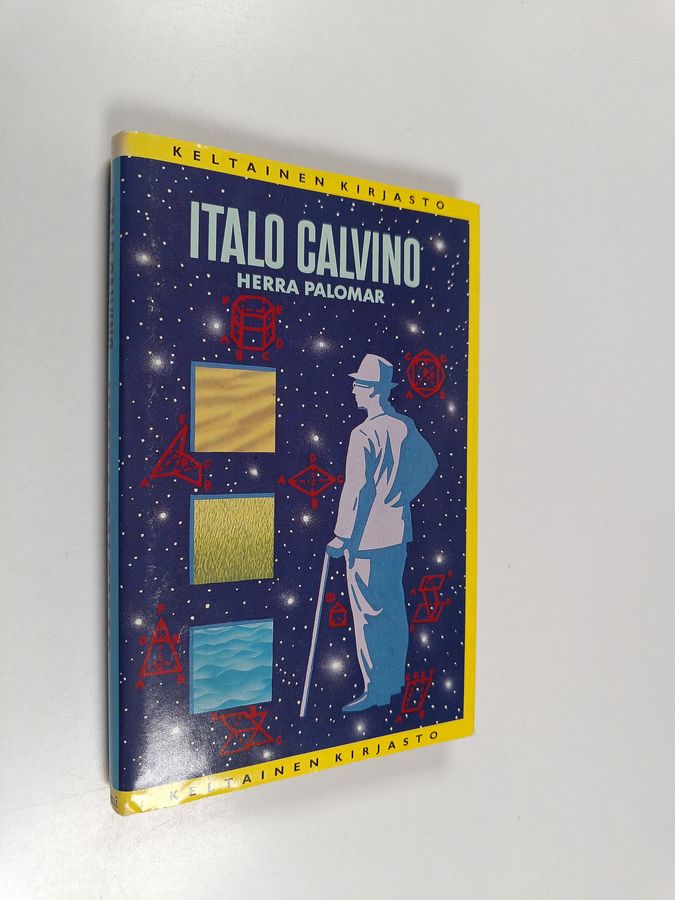 KELTAINEN KIRJASTO
ITALO CALVINO
HERRA PALOMAR
KELTAINEN KIRJASTO